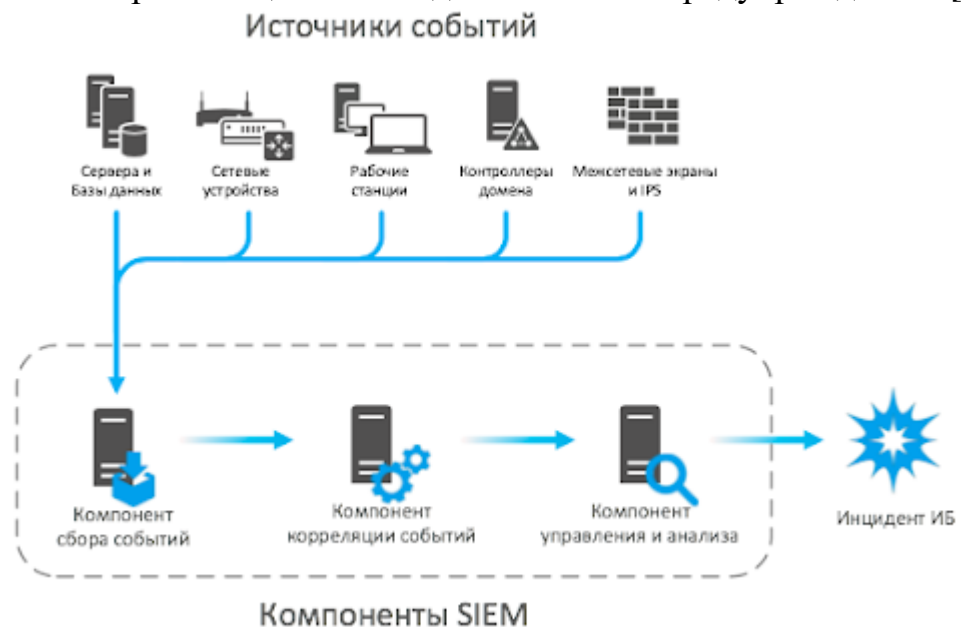 Источники событий
Сервера и
Базы данных
Сетевые
устройства
Рабочие
станции
Контроллеры
домена
Межсетевые экраны
и IPS
Компонент
сбора событий
Компонент
корреляции событий
Компонент
управления и анализа
Инцидент ИБ
Компоненты SIEM